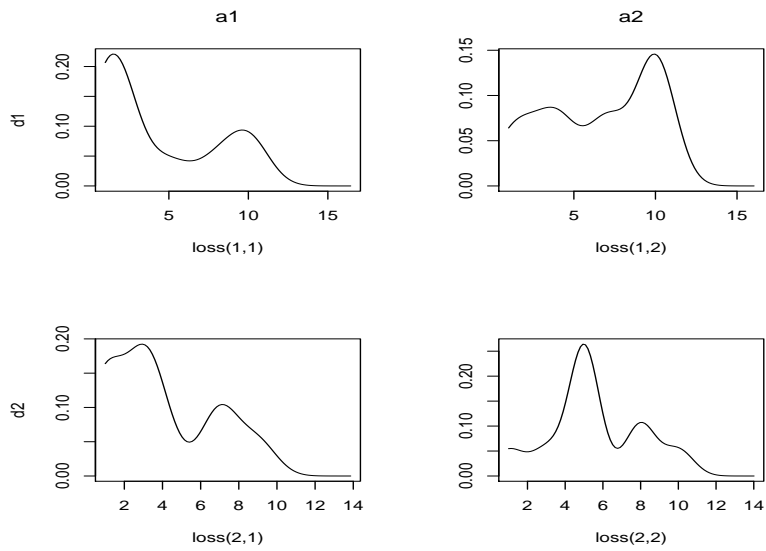 a1
a2
d1
0.00 0.10 0.20
5 10 15
loss(1,1)
0.00 0.05 0.10 0.15
5 10 15
loss(1,2)
d2
0.00 0.10 0.20
2 4 6 8 10 12 14
loss(2,1)
0.00 0.10 0.20
2 4 6 8 10 12 14
loss(2,2)